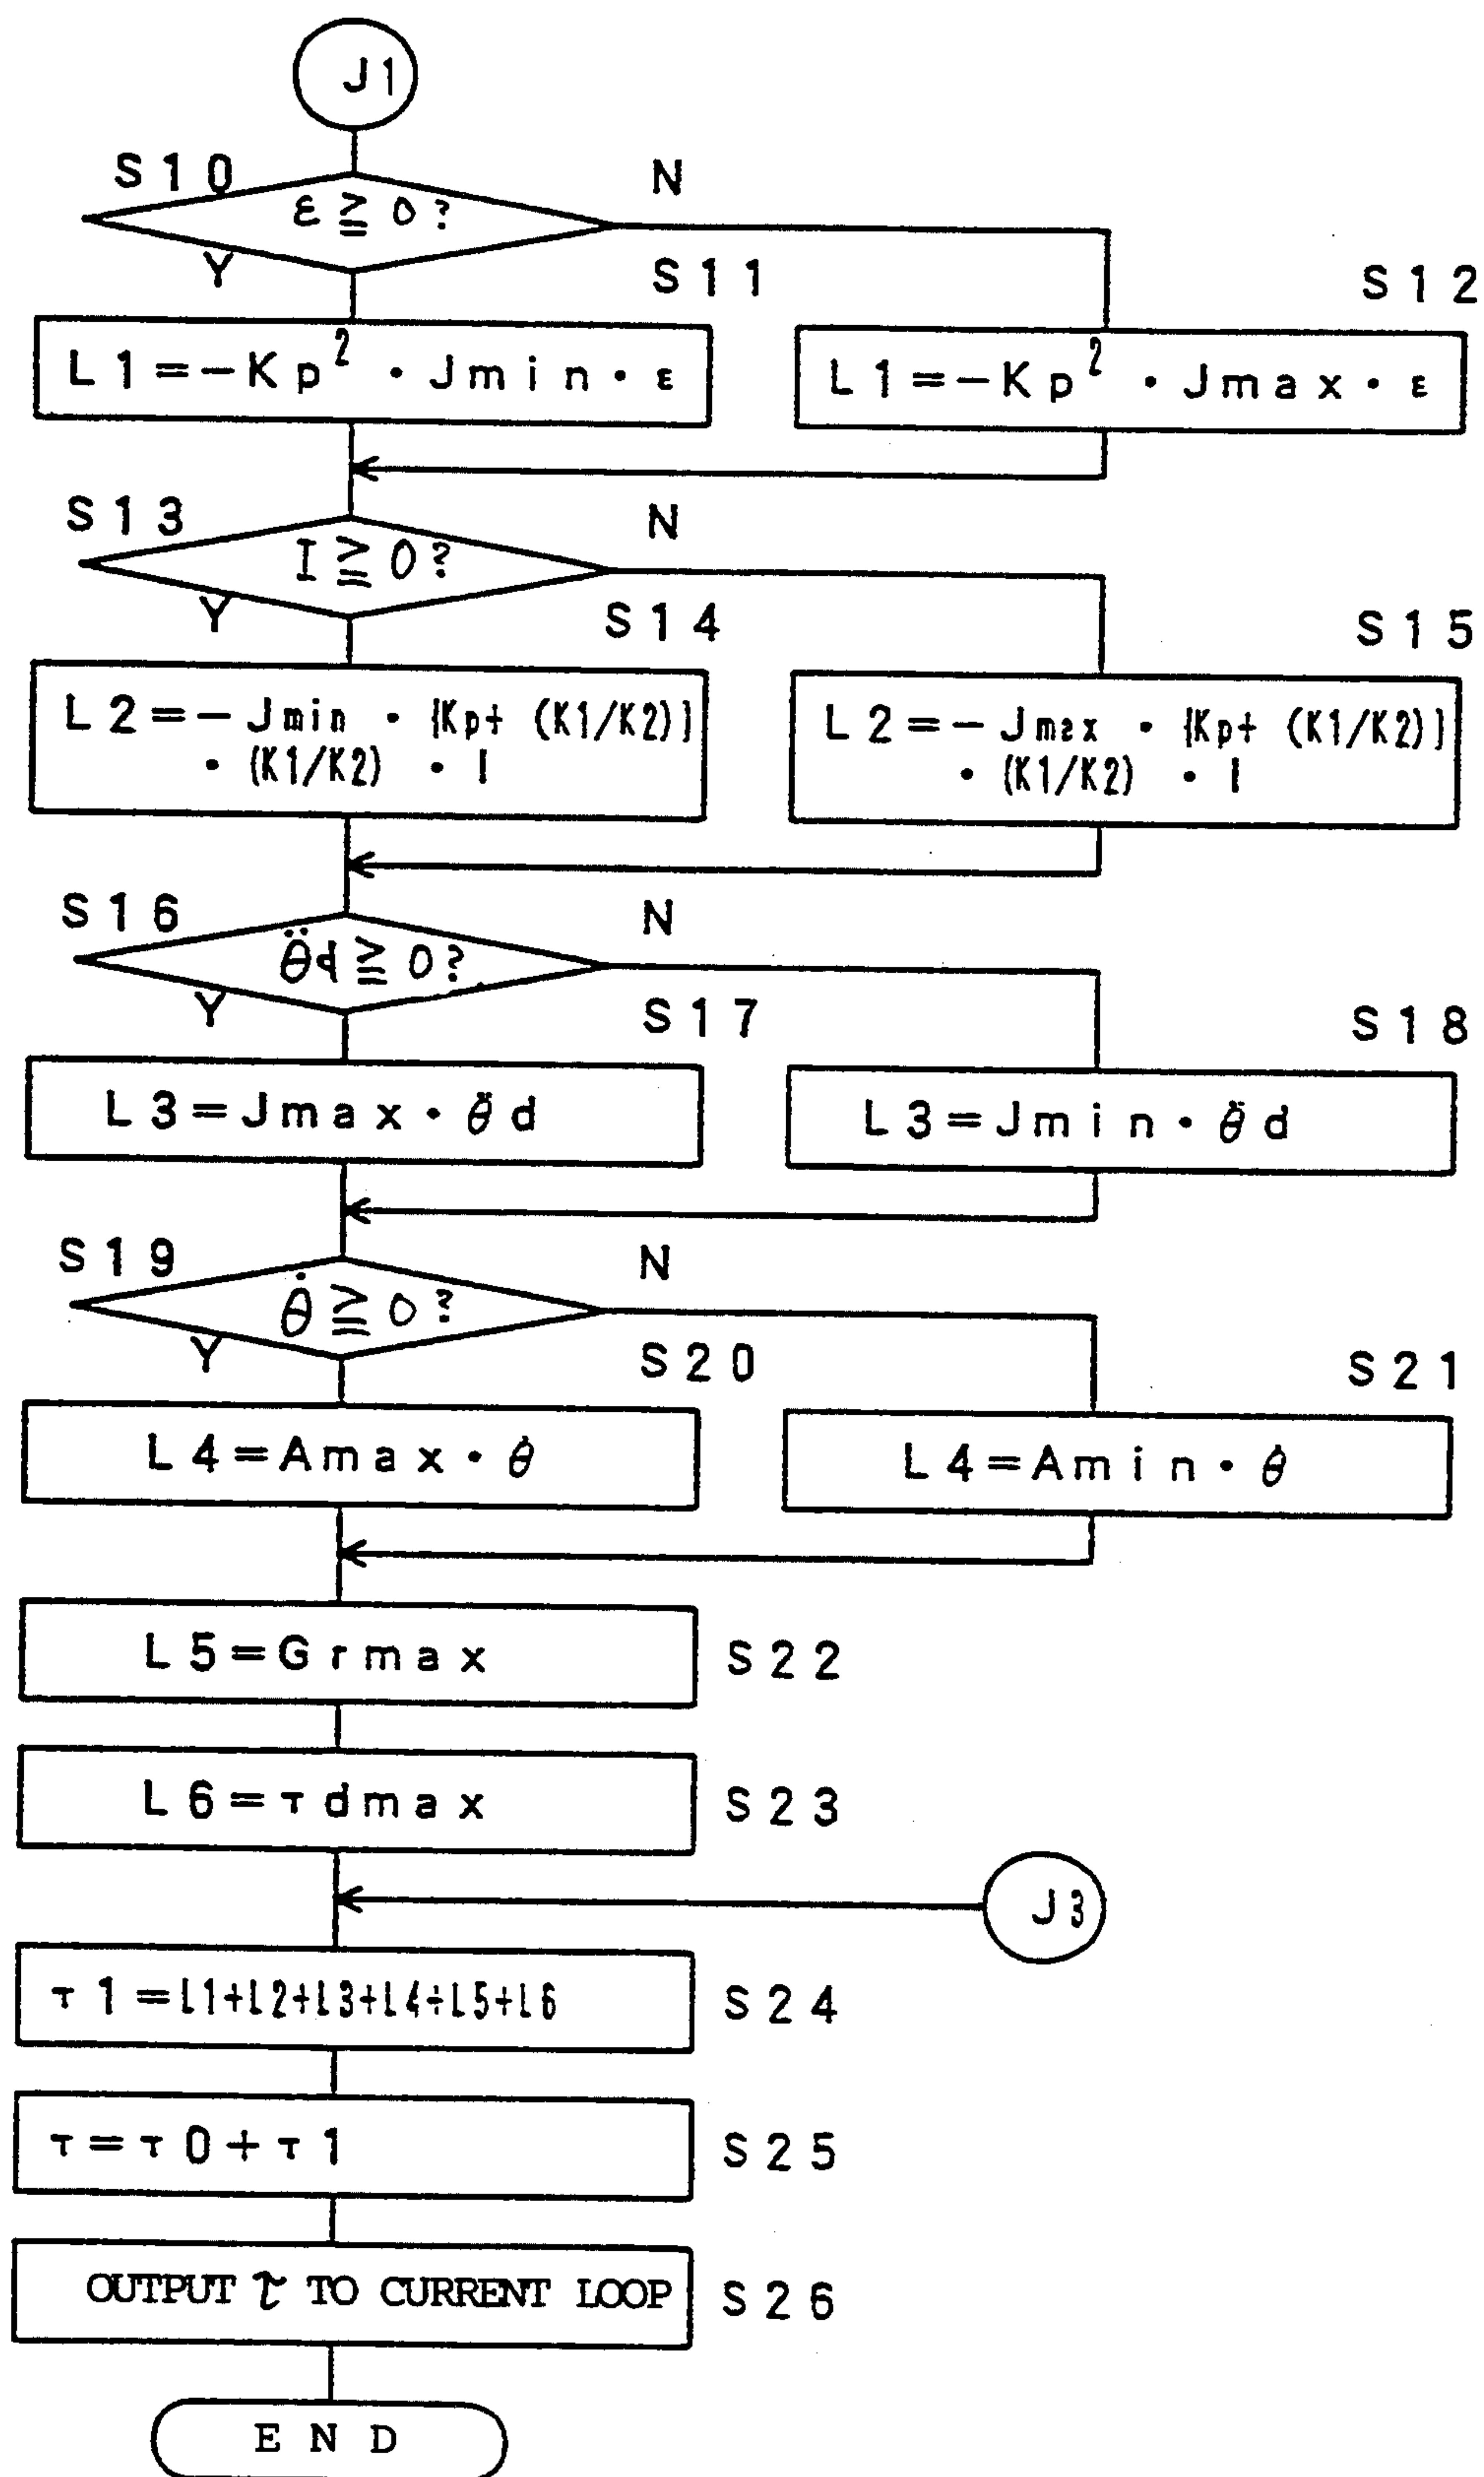 J1
S10
ε ≧ 0 ?
N
Y
S11
S12
L1=-Kp² · Jmin · ε
L1=-Kp² · Jmax · ε
S13
I ≧ 0 ?
N
Y
S14
S15
L2=-Jmin · {Kp+ (K1/K2)}
· (K1/K2) · I
L2=-Jmax · {Kp+ (K1/K2)}
· (K1/K2) · I
S16
θ̈d ≧ 0 ?
N
Y
S17
S18
L3=Jmax · θ̈d
L3=Jmin · θ̈d
S19
θ̇ ≧ 0 ?
N
Y
S20
S21
L4=Amax · θ̇
L4=Amin · θ̇
L5=Grmax
S22
L6=τdmax
S23
J3
τ1=L1+L2+L3+L4+L5+L6
S24
τ=τ0+τ1
S25
OUTPUT τ TO CURRENT LOOP
S26
END